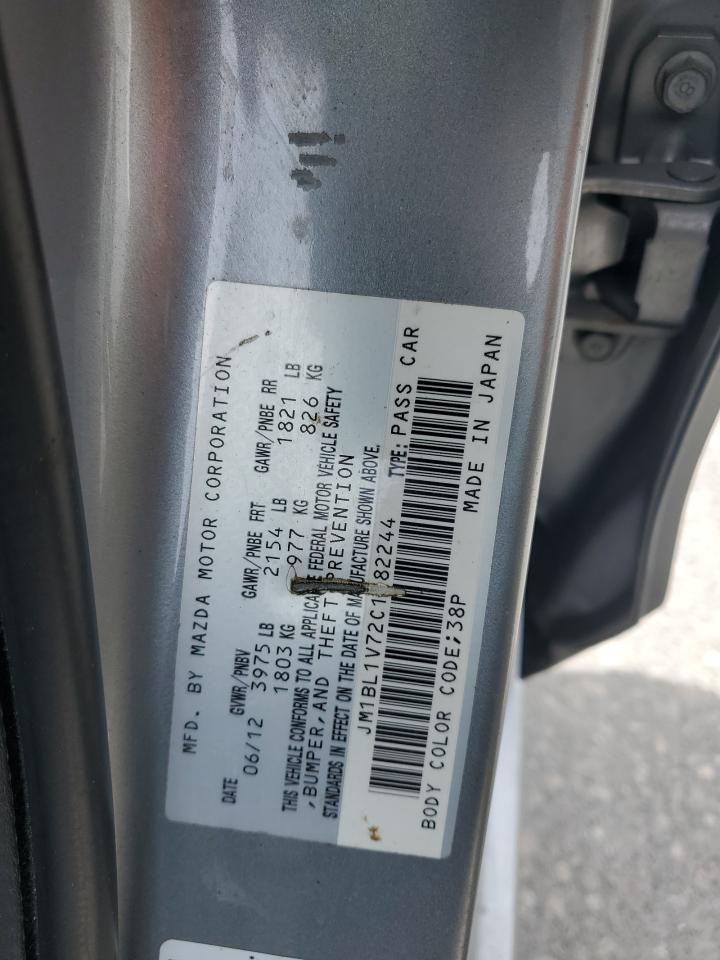 MFD. BY MAZDA MOTOR CORPORATION
DATE GVWR/PNBV GAWR/PNBE FRT GAWR/PNBE RR
06/12 3975 LB 2154 LB 1821 LB
1803 KG 977 KG 826 KG
THIS VEHICLE CONFORMS TO ALL FEDERAL MOTOR VEHICLE SAFETY
, BUMPER, AND THEFT PREVENTION
STANDARDS IN EFFECT ON THE DATE OF MANUFACTURE SHOWN ABOVE.
JM1BL1V72C1 82244 TYPE: PASS CAR
BODY COLOR CODE;38P MADE IN JAPAN